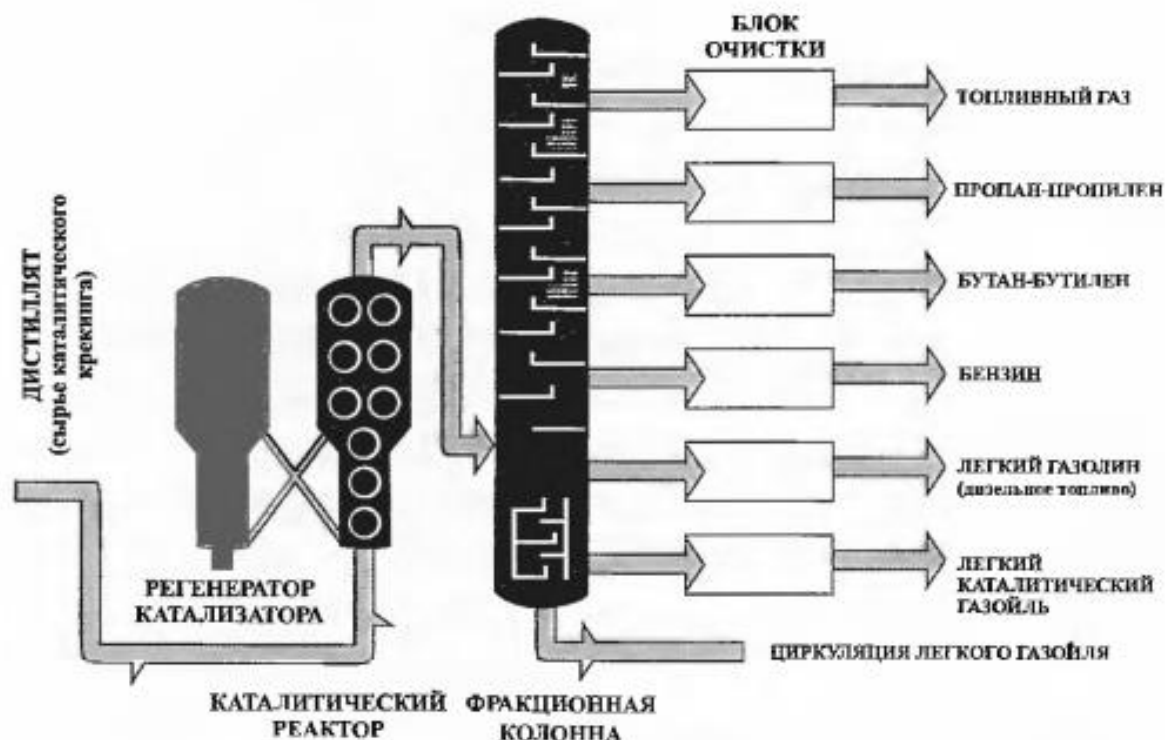 БЛОК
ОЧИСТКИ
ТОПЛИВНЫЙ ГАЗ
ПРОПАН-ПРОПИЛЕН
БУТАН-БУТИЛЕН
БЕНЗИН
ЛЕГКИЙ ГАЗОЛИН
(дизельное топливо)
ЛЕГКИЙ
КАТАЛИТИЧЕСКИЙ
ГАЗОЙЛЬ
ЦИРКУЛЯЦИЯ ЛЕГКОГО ГАЗОЙЛЯ
ДИСТИЛЛЯТ
(сырье каталитического
крекинга)
РЕГЕНЕРАТОР
КАТАЛИЗАТОРА
КАТАЛИТИЧЕСКИЙ
РЕАКТОР
ФРАКЦИОННАЯ
КОЛОННА